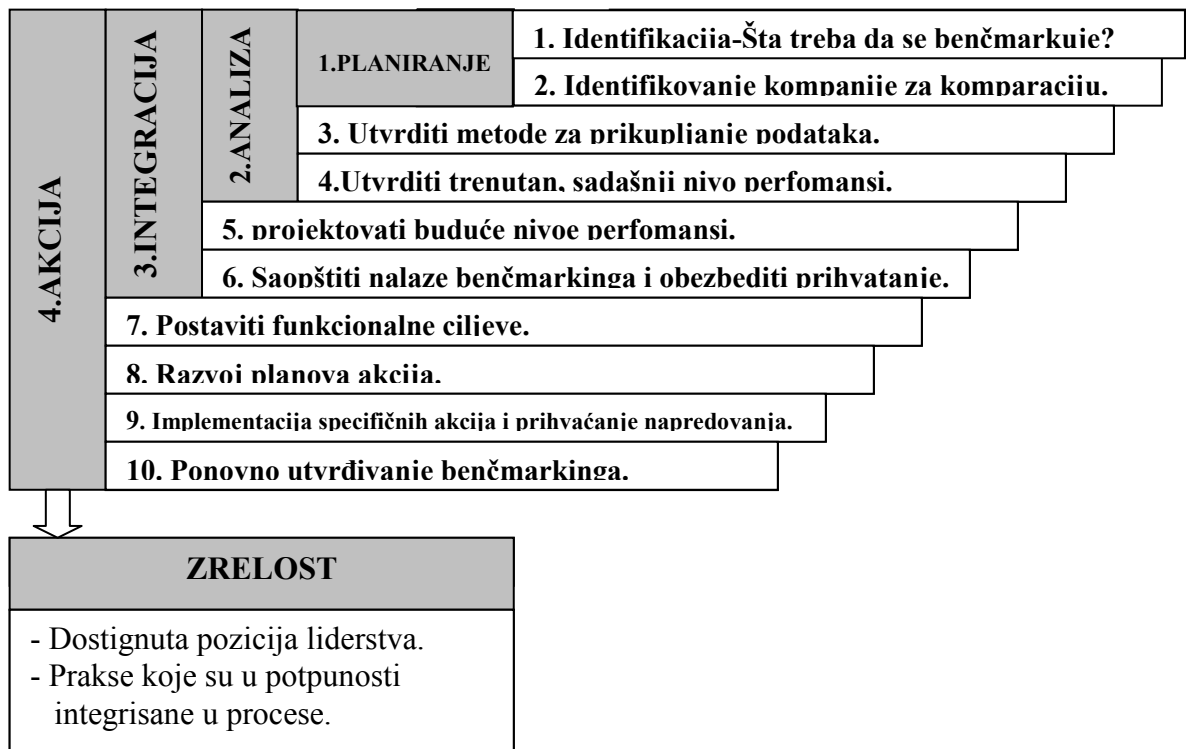 1.PLANIRANJE
1. Identifikacija-Šta treba da se benčmarkuje?
2. Identifikovanje kompanije za komparaciju.
2.ANALIZA
3. Utvrditi metode za prikupljanje podataka.
4.Utvrditi trenutan, sadašnji nivo perfomansi.
3.INTEGRACIJA
5. projektovati buduće nivoe perfomansi.
6. Saopštiti nalaze benčmarkinga i obezbediti prihvatanje.
4.AKCIJA
7. Postaviti funkcionalne ciljeve.
8. Razvoj planova akcija.
9. Implementacija specifičnih akcija i prihvaćanje napredovanja.
10. Ponovno utvrđivanje benčmarkinga.
ZRELOST
- Dostignuta pozicija liderstva.
- Prakse koje su u potpunosti
integrisane u procese.